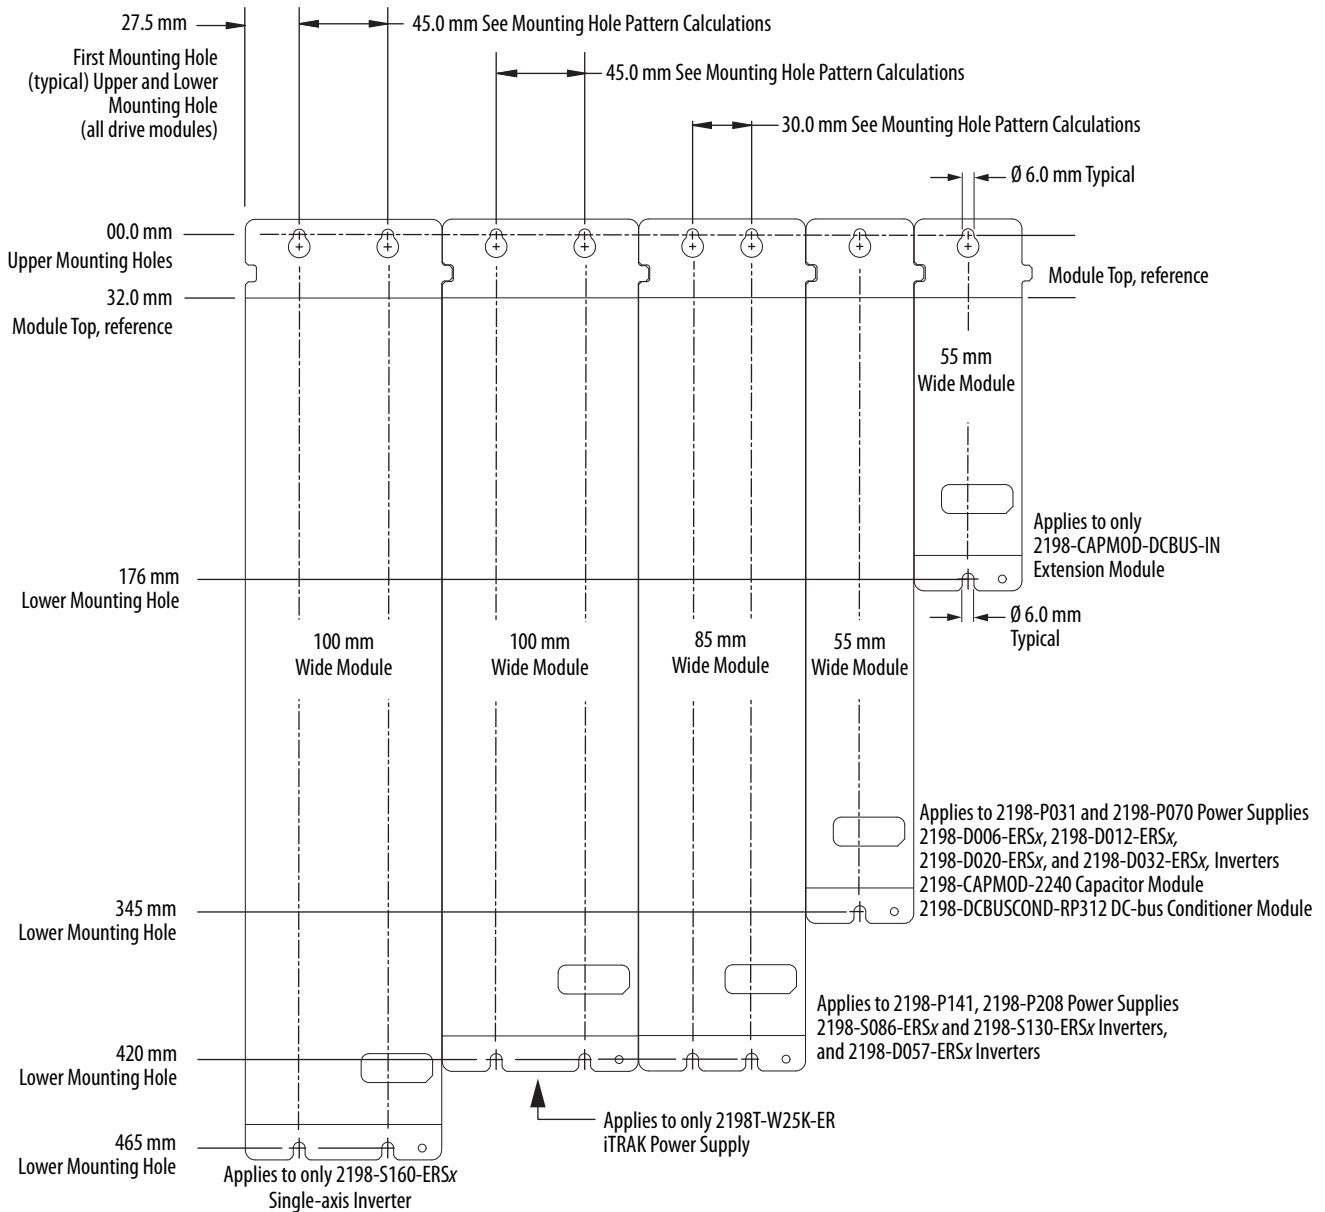 27.5 mm
45.0 mm See Mounting Hole Pattern Calculations
First Mounting Hole
(typical) Upper and Lower
Mounting Hole
(all drive modules)
45.0 mm See Mounting Hole Pattern Calculations
30.0 mm See Mounting Hole Pattern Calculations
Ø 6.0 mm Typical
00.0 mm
Upper Mounting Holes
Module Top, reference
32.0 mm
Module Top, reference
55 mm
Wide Module
Applies to only
2198-CAPMOD-DCBUS-IN
Extension Module
176 mm
Lower Mounting Hole
Ø 6.0 mm
Typical
100 mm
Wide Module
100 mm
Wide Module
85 mm
Wide Module
55 mm
Wide Module
Applies to 2198-P031 and 2198-P070 Power Supplies
2198-D006-ERSx, 2198-D012-ERSx,
2198-D020-ERSx, and 2198-D032-ERSx, Inverters
2198-CAPMOD-2240 Capacitor Module
2198-DCBUSCOND-RP312 DC-bus Conditioner Module
345 mm
Lower Mounting Hole
Applies to 2198-P141, 2198-P208 Power Supplies
2198-S086-ERSx and 2198-S130-ERSx Inverters,
and 2198-D057-ERSx Inverters
420 mm
Lower Mounting Hole
Applies to only 2198T-W25K-ER
iTRAK Power Supply
465 mm
Lower Mounting Hole
Applies to only 2198-S160-ERSx
Single-axis Inverter